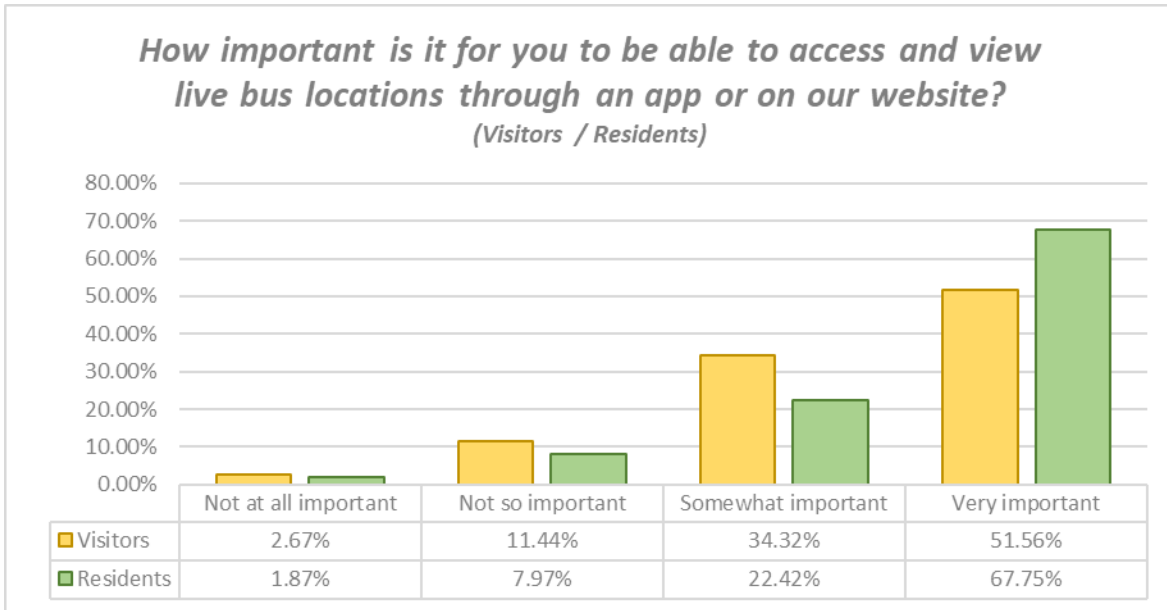 How important is it for you to be able to access and view
live bus locations through an app or on our website?
(Visitors / Residents)
80.00%
70.00%
60.00%
50.00%
40.00%
30.00%
20.00%
10.00%
0.00%
Not at all important Not so important Somewhat important Very important
Visitors 2.67% 11.44% 34.32% 51.56%
Residents 1.87% 7.97% 22.42% 67.75%